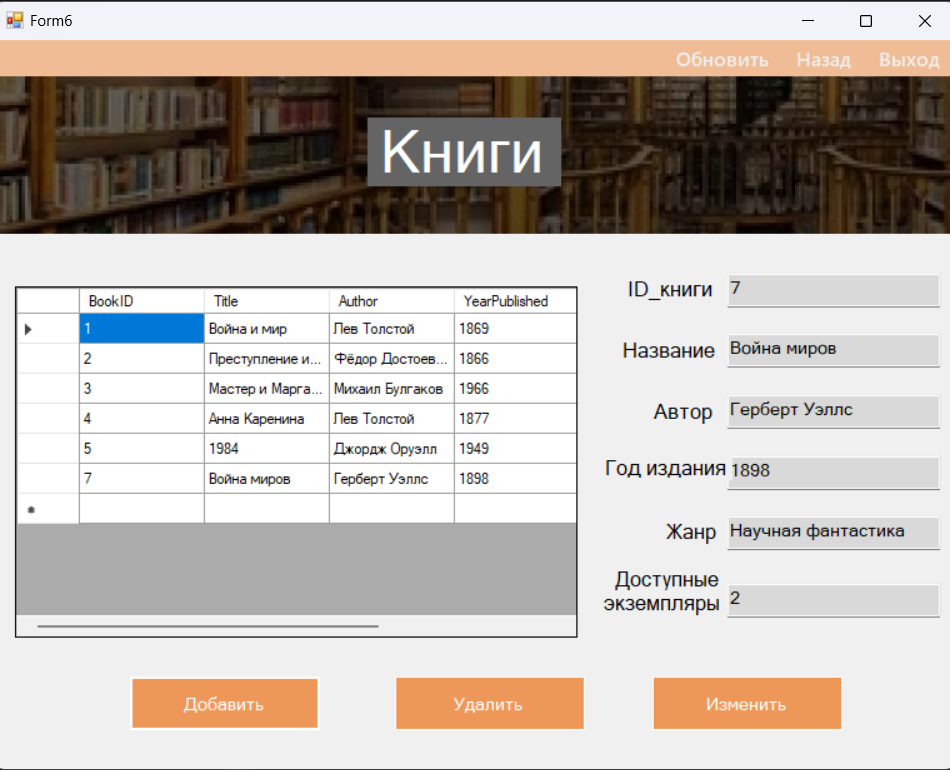 Form6
Обновить Назад Выход
Книги
BookID Title Author YearPublished
1 Война и мир Лев Толстой 1869
2 Преступление и... Фёдор Достоев... 1866
3 Мастер и Марга... Михаил Булгаков 1966
4 Анна Каренина Лев Толстой 1877
5 1984 Джордж Оруэлл 1949
7 Война миров Герберт Уэллс 1898
ID_книги 7
Название Война миров
Автор Герберт Уэллс
Год издания 1898
Жанр Научная фантастика
Доступные
экземпляры 2
Добавить Удалить Изменить